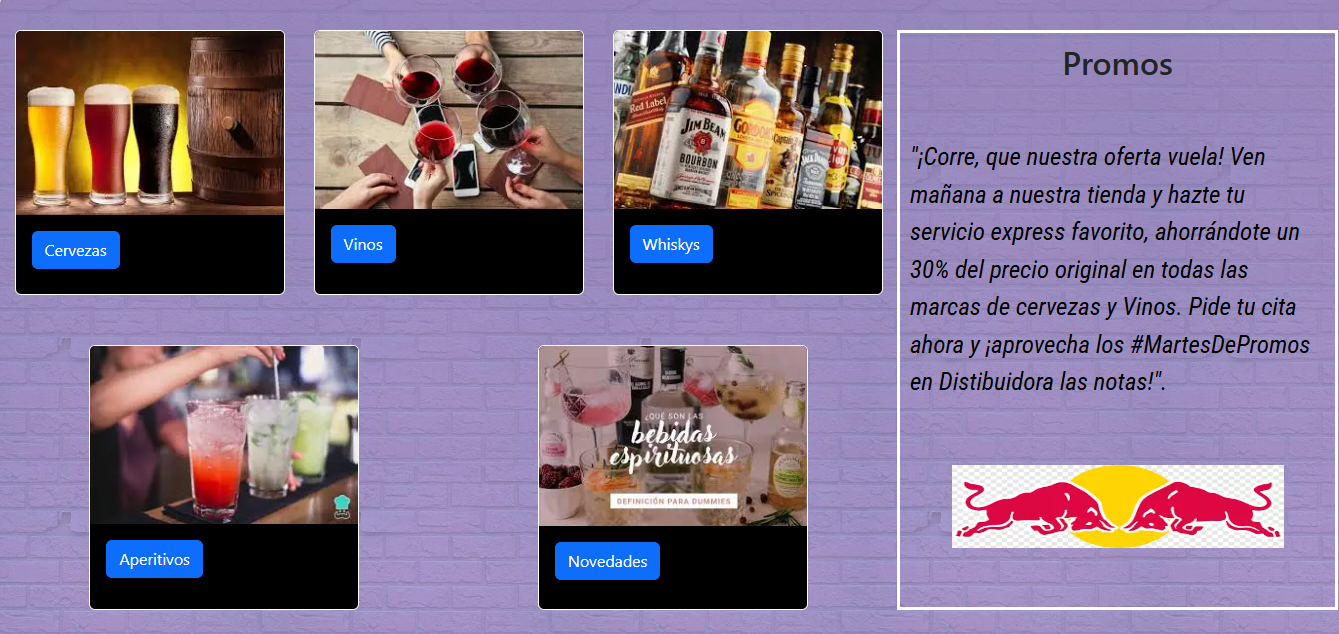 Red Label
JIM BEAM
BOURBON
GORDON'S
JACK DANIEL'S
Cervezas
Vinos
Whiskys
¿QUÉ SON LAS
bebidas
espirituosas
DEFINICIÓN PARA DUMMIES
Aperitivos
Novedades
Promos
"¡Corre, que nuestra oferta vuela! Ven
mañana a nuestra tienda y hazte tu
servicio express favorito, ahorrándote un
30% del precio original en todas las
marcas de cervezas y Vinos. Pide tu cita
ahora y ¡aprovecha los #MartesDePromos
en Distibuidora las notas!".